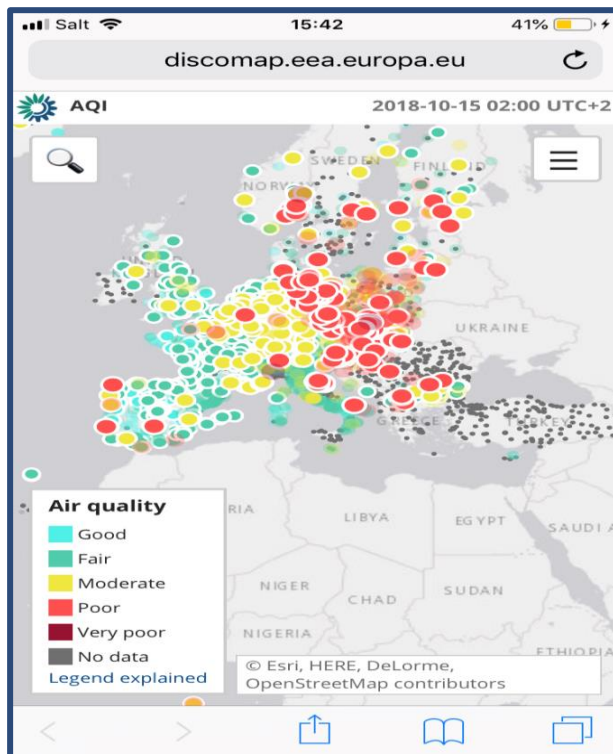 Salt 15:42 41%
discomap.eea.europa.eu
AQI 2018-10-15 02:00 UTC+2
SWEDEN
FINLAND
NORWAY
UKRAINE
GREECE
TURKEY
LIBYA
EGYPT
SAUDI A
NIGER
CHAD
SUDAN
NIGERIA
ETHIOPIA
Air quality
Good
Fair
Moderate
Poor
Very poor
No data
Legend explained
© Esri, HERE, DeLorme,
OpenStreetMap contributors